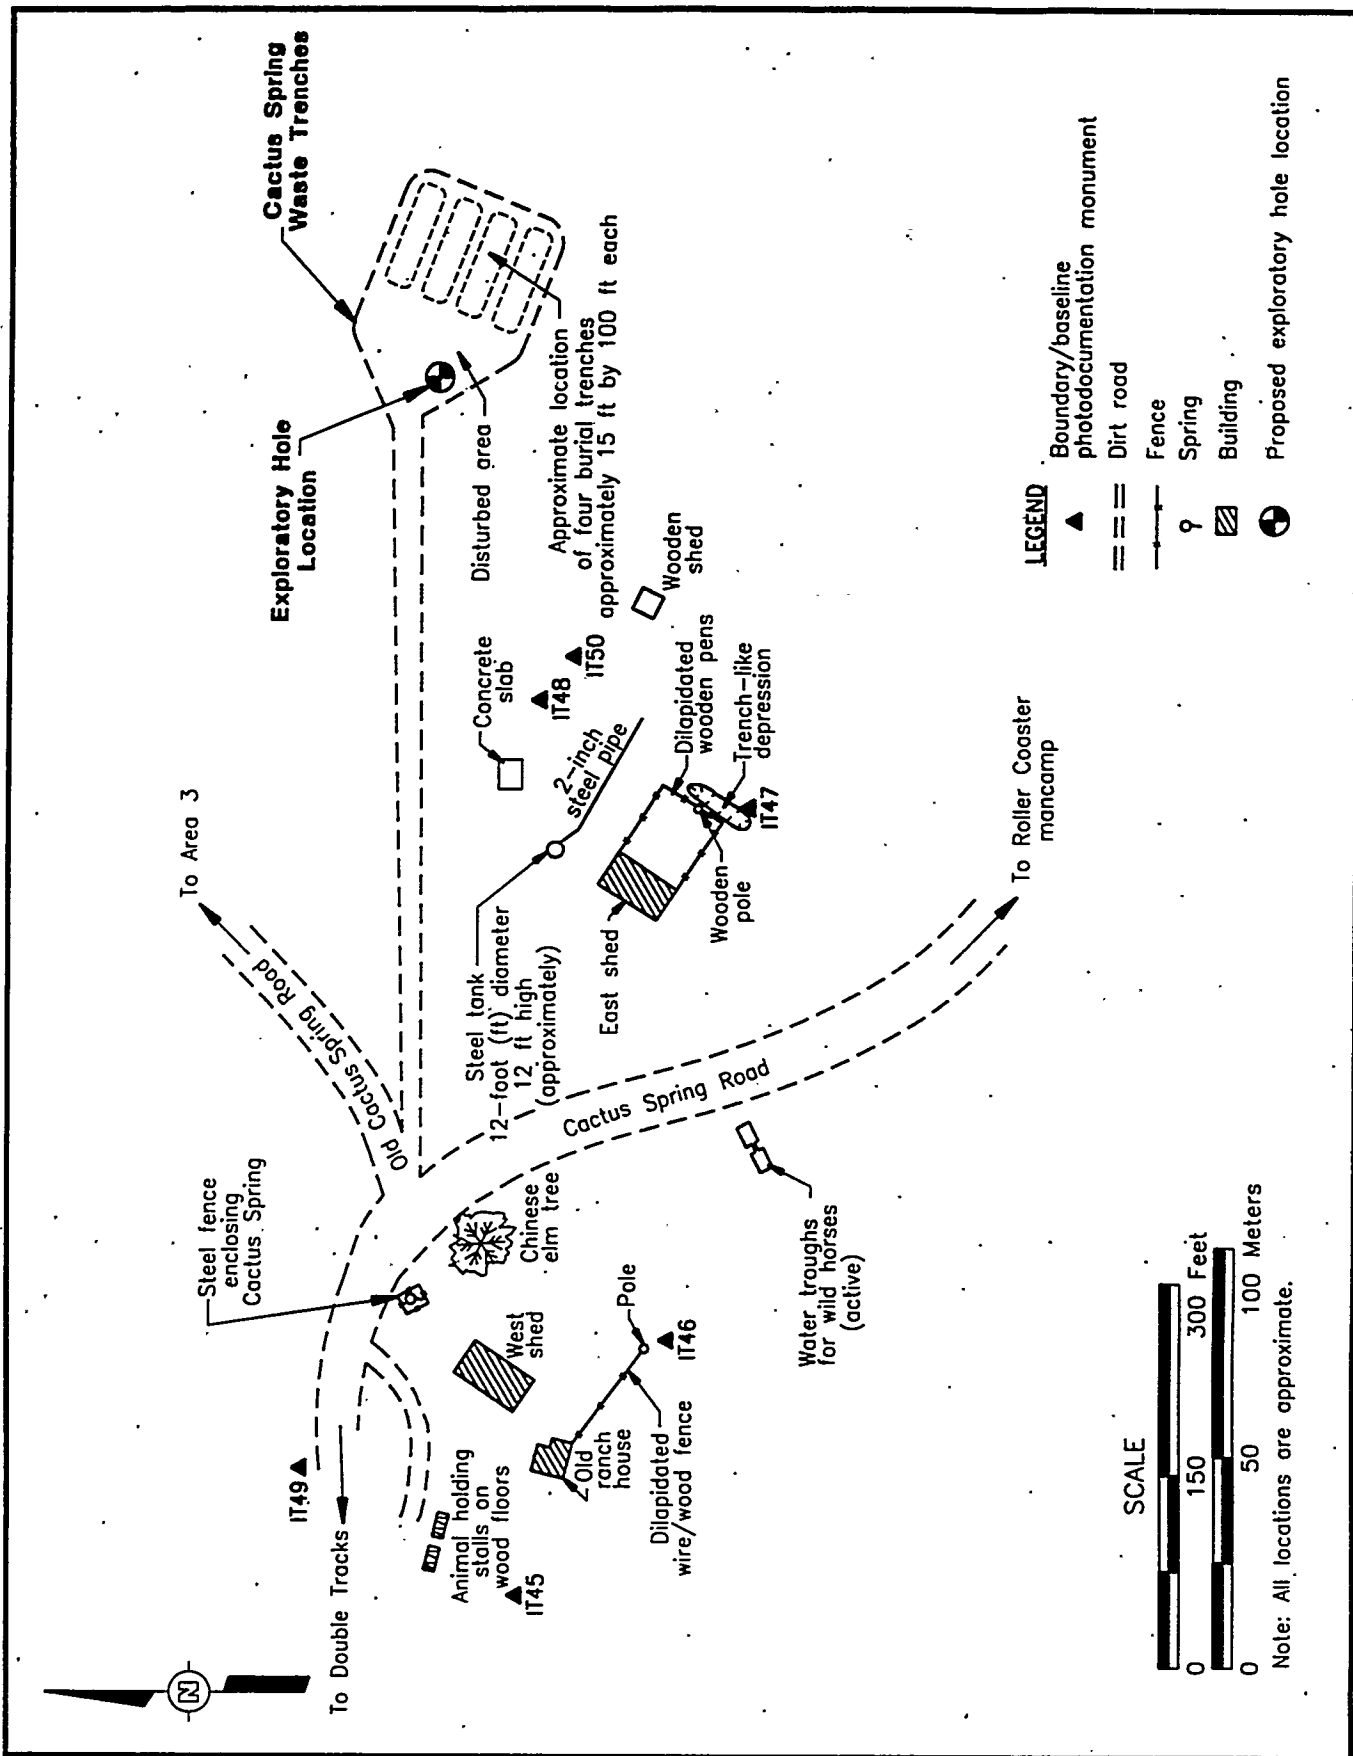 Cactus Spring
Waste Trenches
Exploratory Hole
Location
To Area 3
Old Cactus Spring Road
Steel fence
enclosing
Cactus Spring
IT49
To Double Tracks
N
Disturbed area
Approximate location
of four burial trenches
approximately 15 ft by 100 ft each
Concrete
slab
IT48
IT50
Wooden
shed
2-inch
steel pipe
Steel tank
12-foot (ft) diameter
12 ft high
(approximately)
Dilapidated
wooden pens
Trench-like
depression
IT47
Wooden
pole
East shed
Cactus Spring Road
To Roller Coaster
mancamp
Chinese
elm tree
West
shed
Animal holding
stalls on
wood floors
IT45
Old
ranch
house
Pole
IT46
Dilapidated
wire/wood fence
Water troughs
for wild horses
(active)
LEGEND
Boundary/baseline
photodocumentation monument
Dirt road
Fence
Spring
Building
Proposed exploratory hole location
SCALE
0 150 300 Feet
0 50 100 Meters
Note: All locations are approximate.